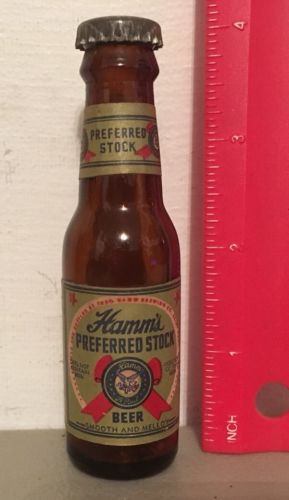 PREFERRED
STOCK
Hamm's
PREFERRED STOCK
Hamm's
BEER
SMOOTH AND MELLOW
4
3
2
1
INCH